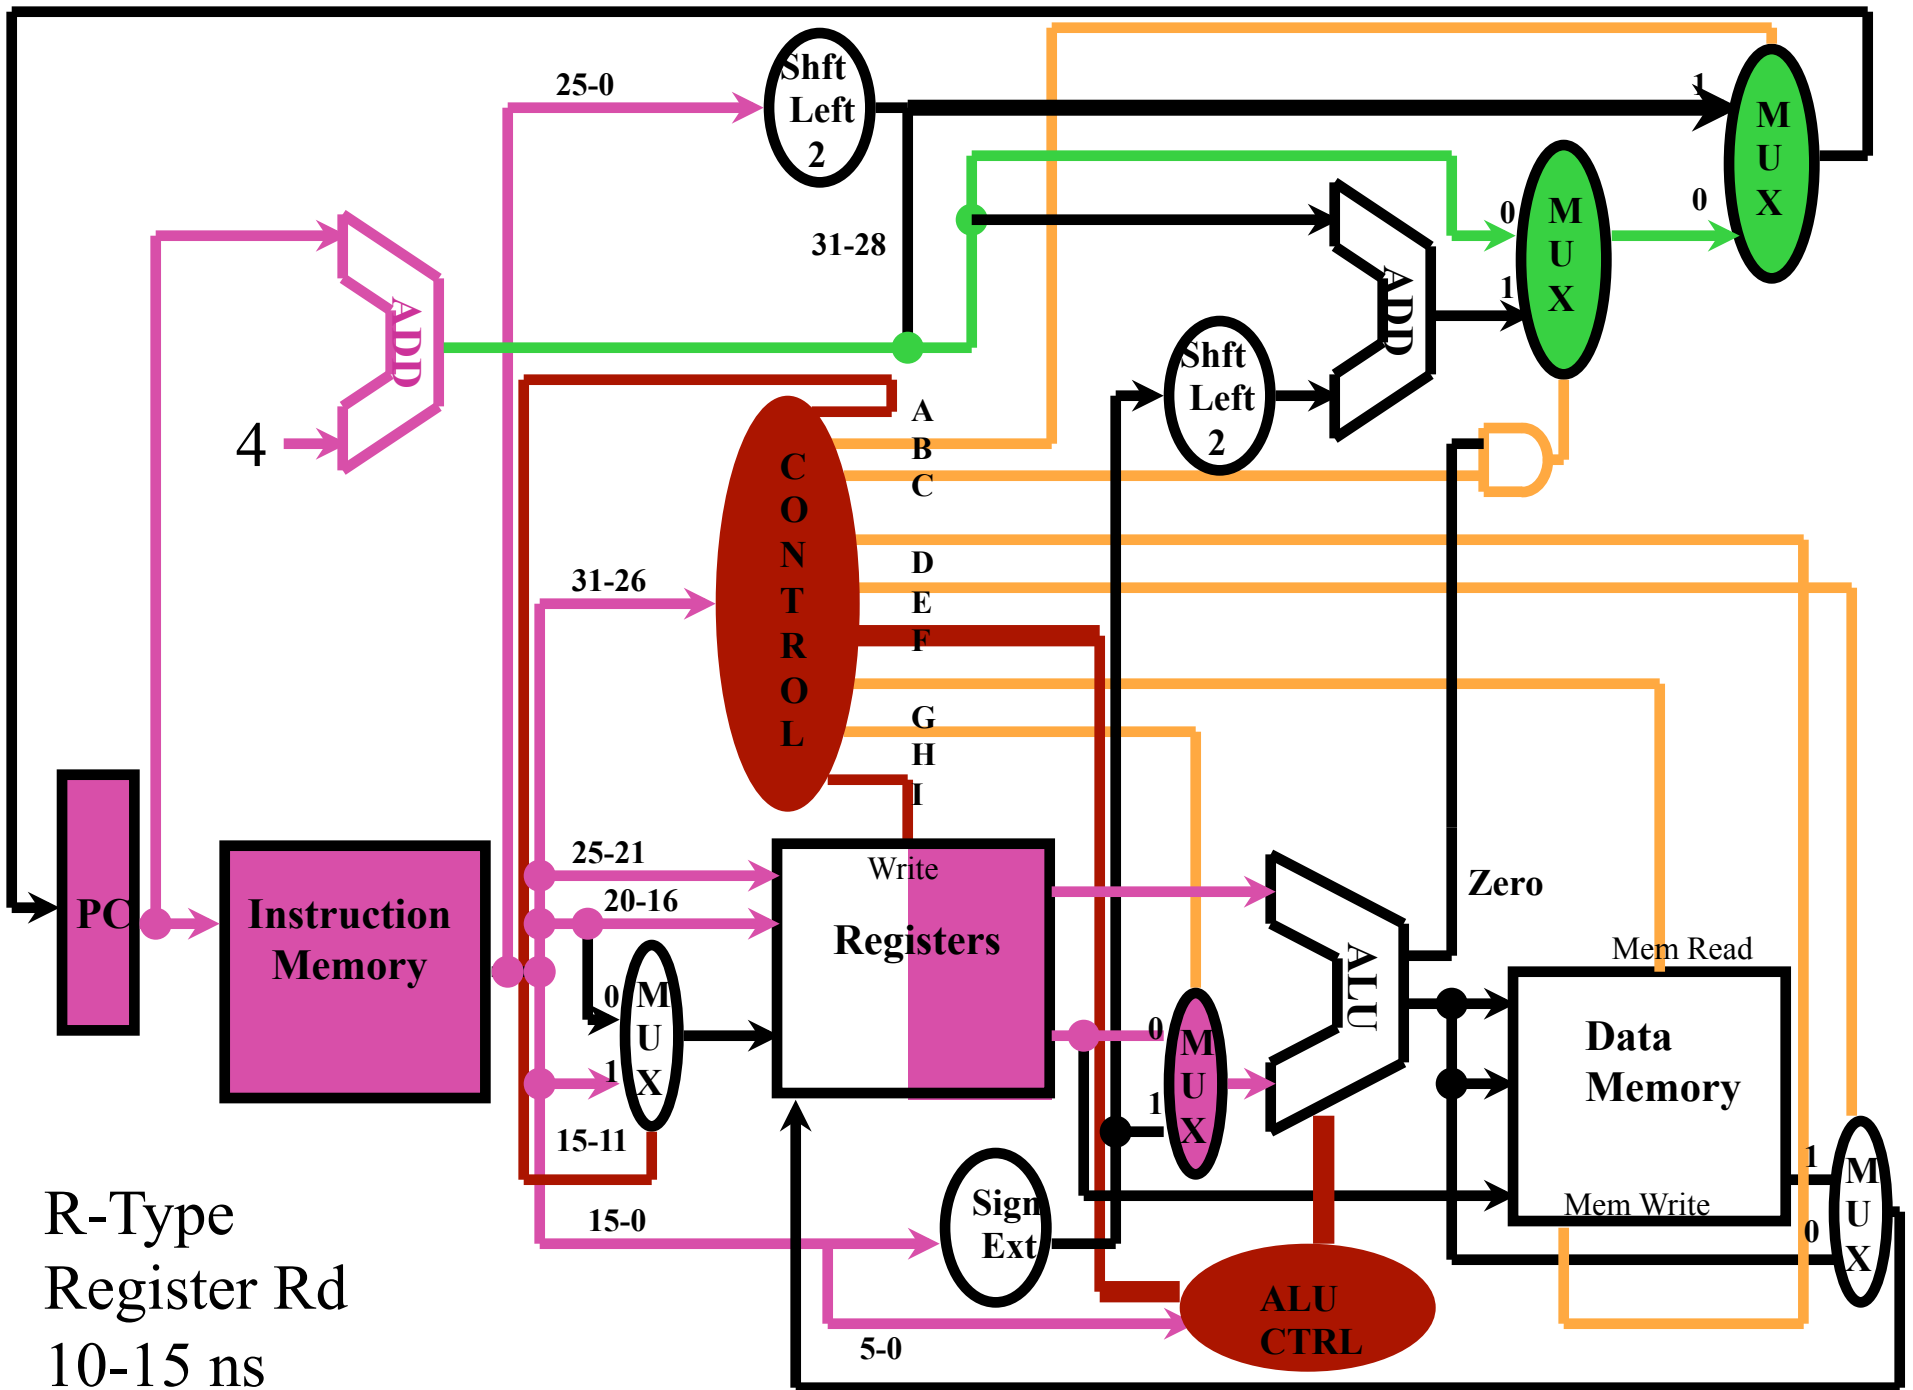 Shft
Left
2
25-0
1
M
U
X
31-28
0
0
M
U
X
1
ADD
ADD
4
Shft
Left
2
A
B
C
C
O
N
T
R
O
L
31-26
D
E
F
G
H
I
25-21
20-16
Write
Registers
PC
Instruction
Memory
0
M
U
X
1
15-11
Zero
ALU
0
M
U
X
1
Mem Read
Data
Memory
Mem Write
1
M
U
X
0
15-0
Sign
Ext
5-0
ALU
CTRL
R-Type
Register Rd
10-15 ns